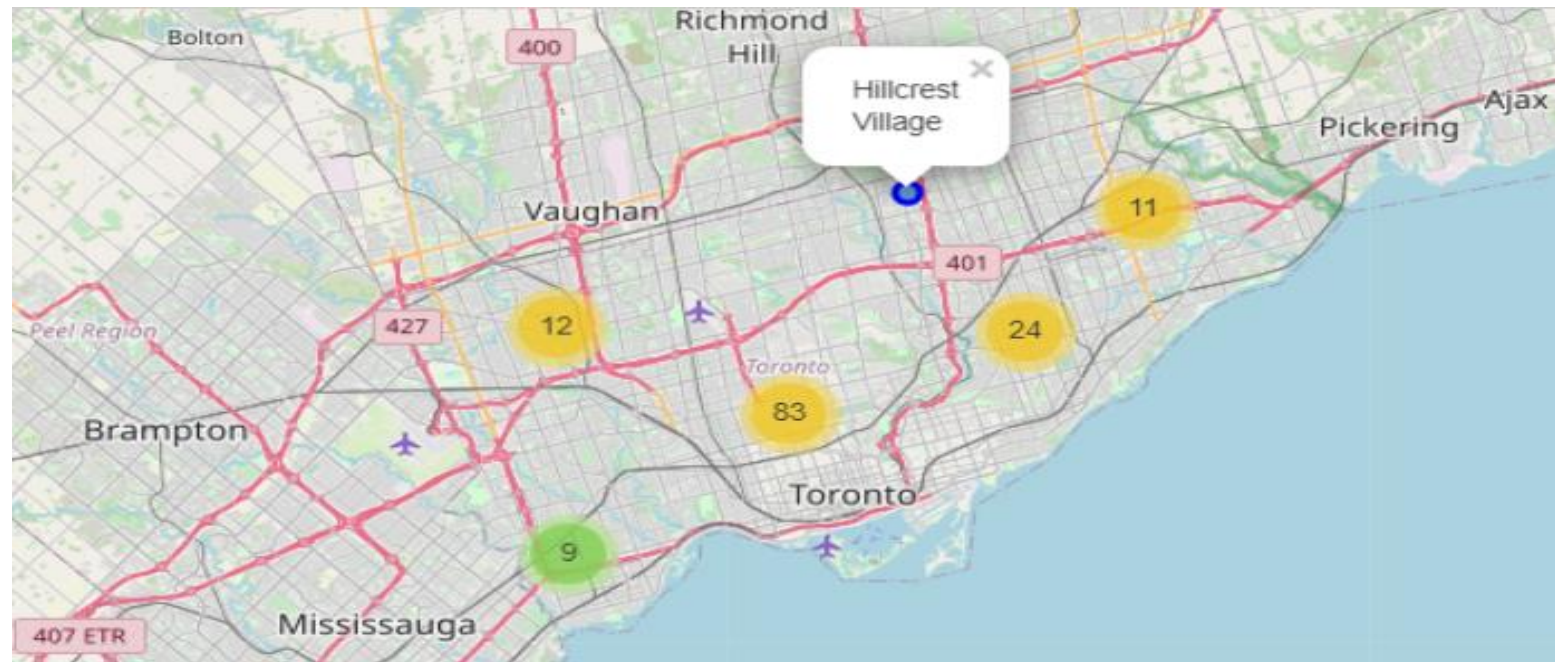 Bolton
400
Richmond
Hill
×
Hillcrest
Village
Ajax
Pickering
Vaughan
11
401
12
427
24
Peel Region
Toronto
83
Brampton
Toronto
9
Mississauga
407 ETR